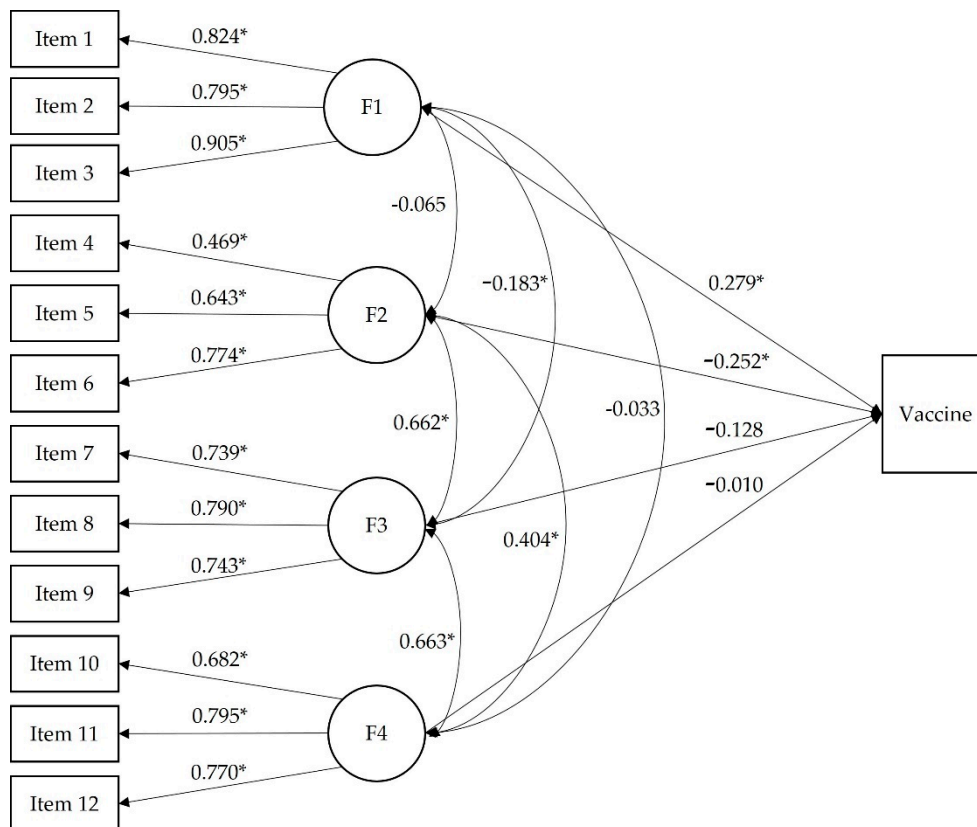 Item 1
0.824*
Item 2
0.795*
F1
Item 3
0.905*
-0.065
Item 4
0.469*
−0.183*
0.279*
Item 5
0.643*
F2
Item 6
0.774*
−0.252*
-0.033
Vaccine
0.662*
−0.128
Item 7
0.739*
−0.010
Item 8
0.790*
F3
0.404*
Item 9
0.743*
0.663*
Item 10
0.682*
Item 11
0.795*
F4
Item 12
0.770*